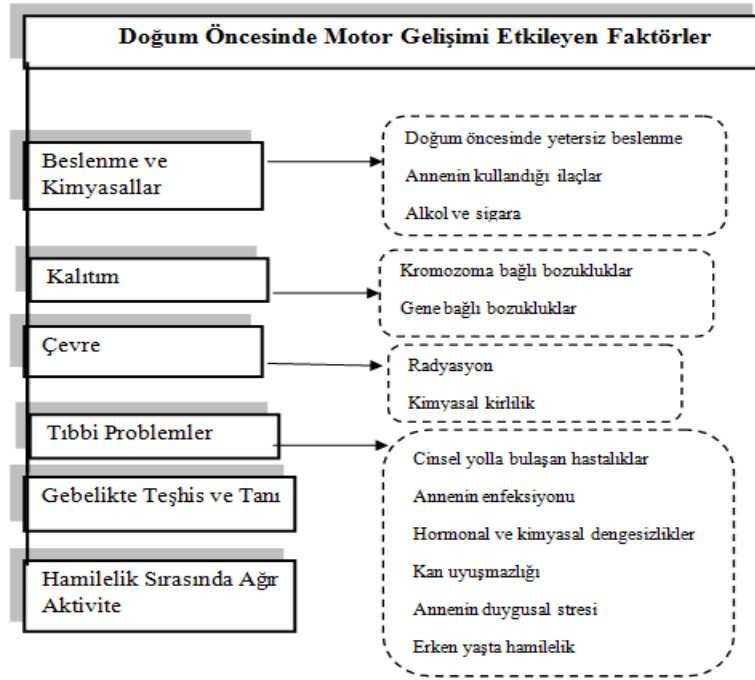 Doğum Öncesinde Motor Gelişimi Etkileyen Faktörler
Beslenme ve
Kimyasallar
Doğum öncesinde yetersiz beslenme
Annenin kullandığı ilaçlar
Alkol ve sigara
Kalıtım
Kromozoma bağlı bozukluklar
Gene bağlı bozukluklar
Çevre
Radyasyon
Kimyasal kirlilik
Tıbbi Problemler
Cinsel yolla bulaşan hastalıklar
Annenin enfeksiyonu
Hormonal ve kimyasal dengesizlikler
Kan uyuşmazlığı
Annenin duygusal stresi
Erken yaşta hamilelik
Gebelikte Teşhis ve Tanı
Hamilelik Sırasında Ağır
Aktivite